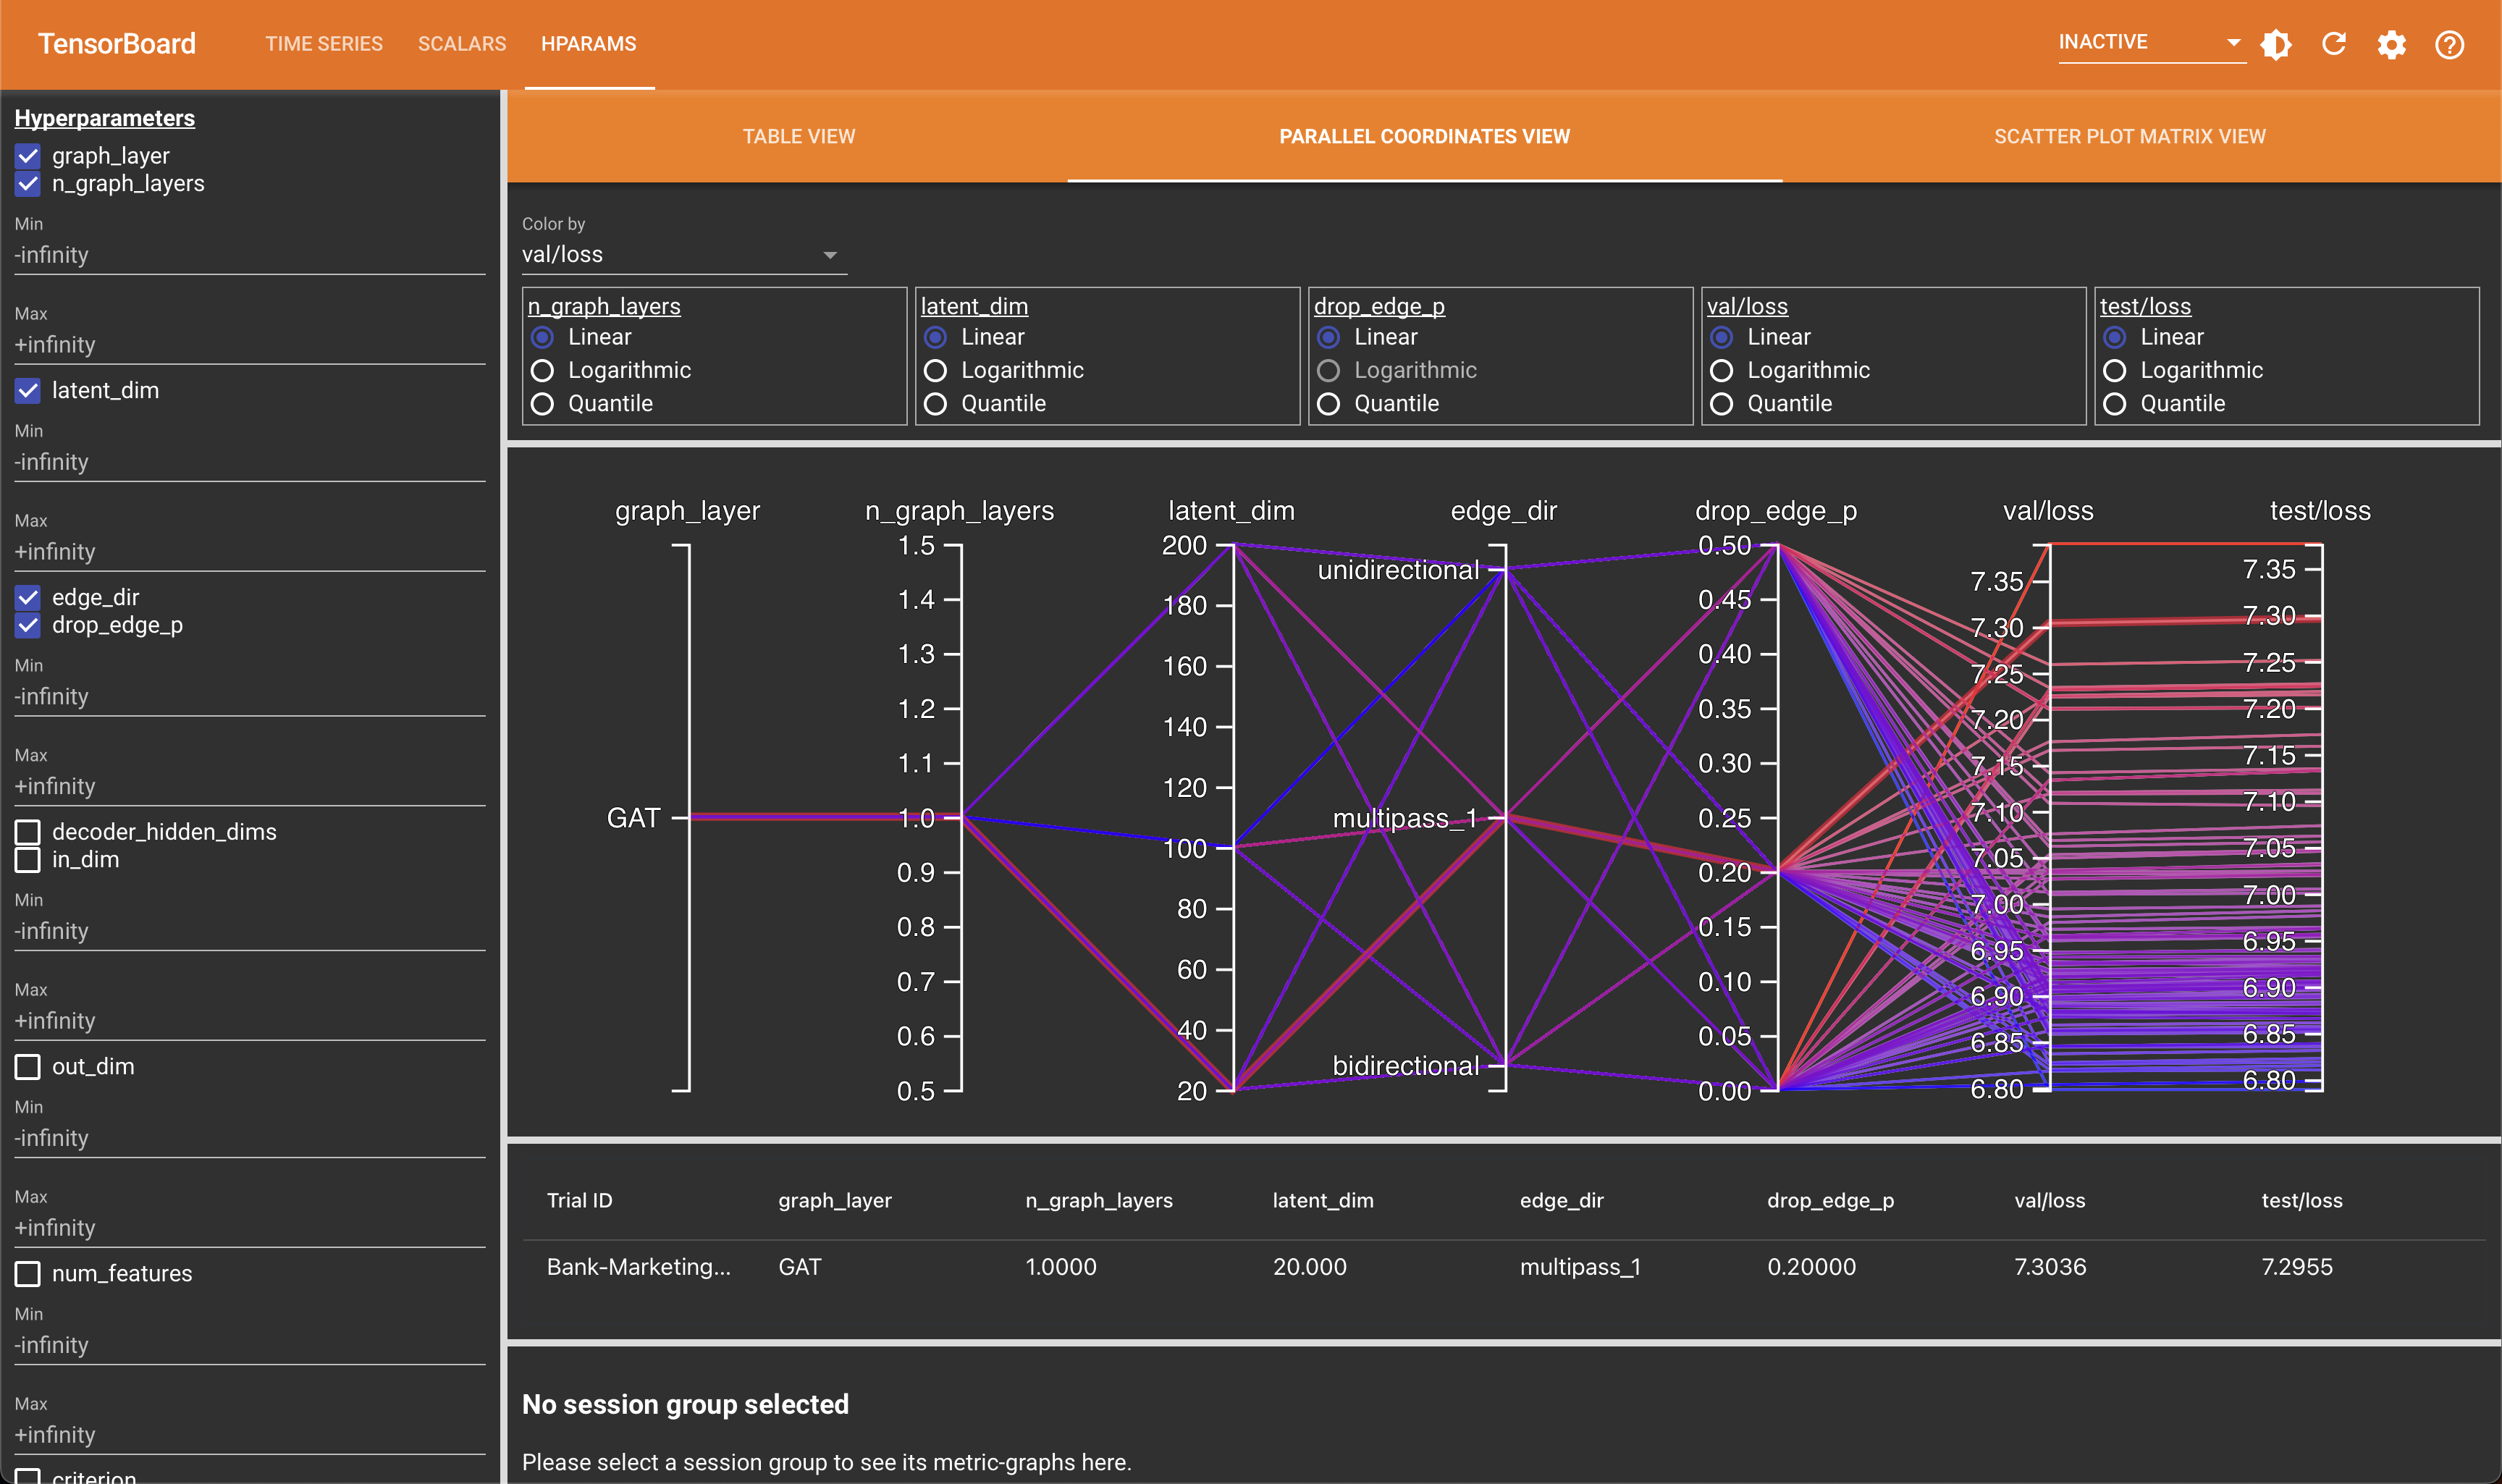 TensorBoard TIME SERIES SCALARS HPARAMS INACTIVE
Hyperparameters
graph_layer
n_graph_layers
Min
-infinity
Max
+infinity
latent_dim
Min
-infinity
Max
+infinity
edge_dir
drop_edge_p
Min
-infinity
Max
+infinity
decoder_hidden_dims
in_dim
Min
-infinity
Max
+infinity
out_dim
Min
-infinity
Max
+infinity
num_features
Min
-infinity
Max
+infinity
criterion
TABLE VIEW PARALLEL COORDINATES VIEW SCATTER PLOT MATRIX VIEW
Color by
val/loss
n_graph_layers
Linear
Logarithmic
Quantile
latent_dim
Linear
Logarithmic
Quantile
drop_edge_p
Linear
Logarithmic
Quantile
val/loss
Linear
Logarithmic
Quantile
test/loss
Linear
Logarithmic
Quantile
graph_layer
GAT
n_graph_layers
1.5
1.4
1.3
1.2
1.1
1.0
0.9
0.8
0.7
0.6
0.5
latent_dim
200
180
160
140
120
100
80
60
40
20
edge_dir
unidirectional
multipass_1
bidirectional
drop_edge_p
0.50
0.45
0.40
0.35
0.30
0.25
0.20
0.15
0.10
0.05
0.00
val/loss
7.35
7.30
7.25
7.20
7.15
7.10
7.05
7.00
6.95
6.90
6.85
6.80
test/loss
7.35
7.30
7.25
7.20
7.15
7.10
7.05
7.00
6.95
6.90
6.85
6.80
Trial ID graph_layer n_graph_layers latent_dim edge_dir drop_edge_p val/loss test/loss
Bank-Marketing... GAT 1.0000 20.000 multipass_1 0.20000 7.3036 7.2955
No session group selected
Please select a session group to see its metric-graphs here.